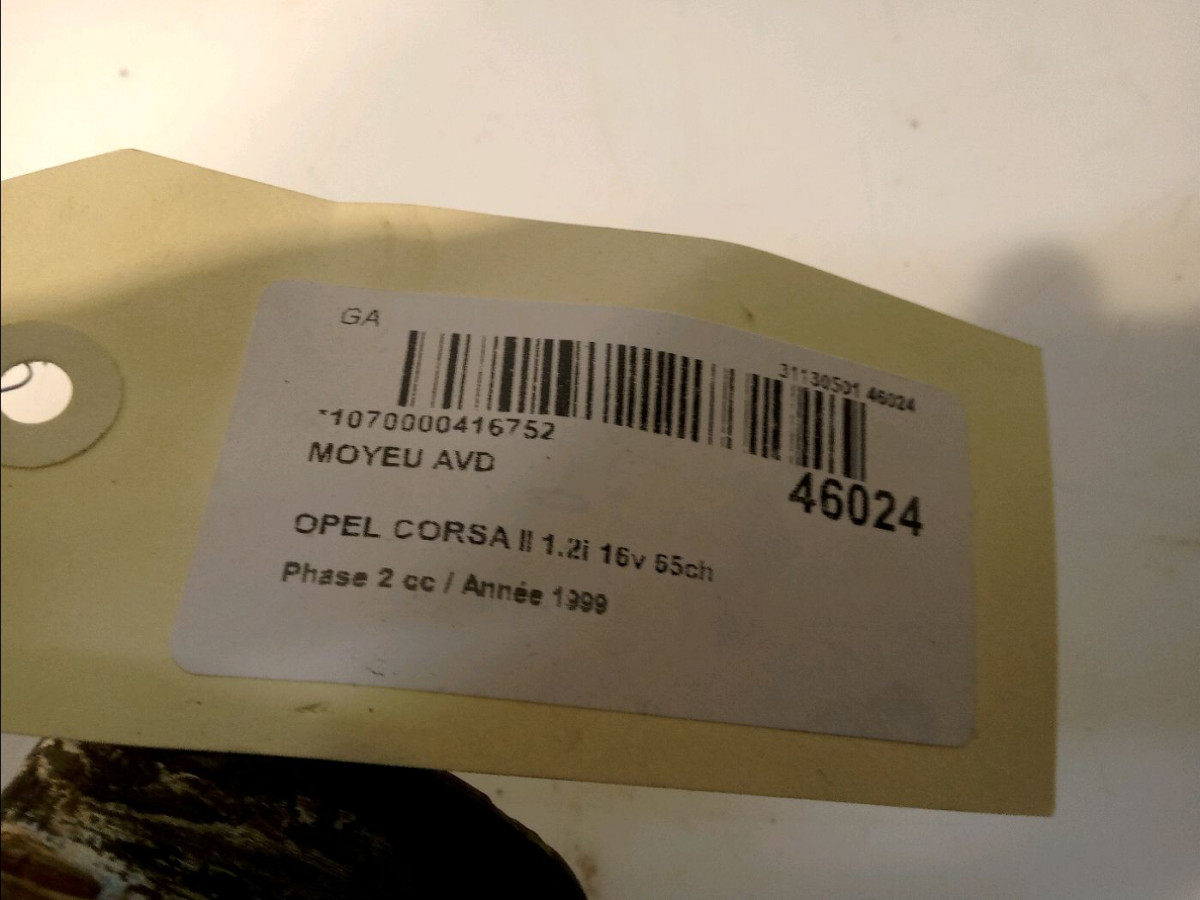 GA
31130501 46024
*1070000416752
MOYEU AVD
46024
OPEL CORSA II 1.2i 16v 65ch
Phase 2 cc / Année 1999